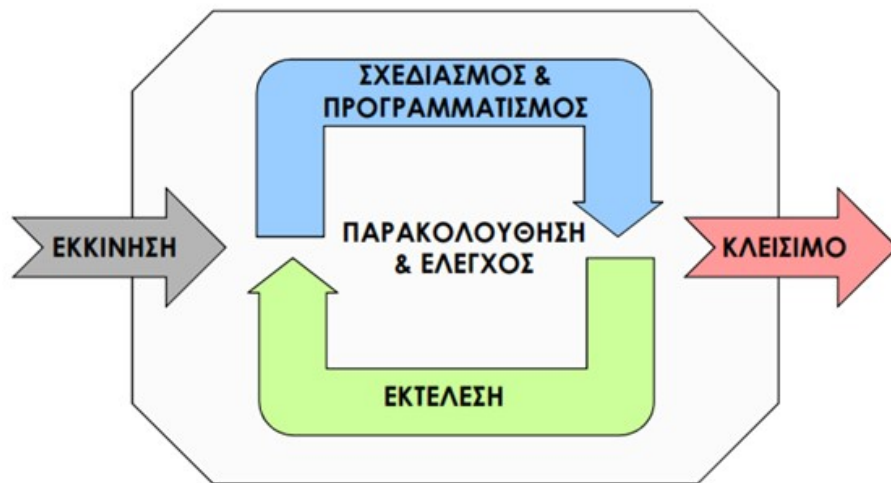 ΣΧΕΔΙΑΣΜΟΣ &
ΠΡΟΓΡΑΜΜΑΤΙΣΜΟΣ
ΕΚΚΙΝΗΣΗ
ΠΑΡΑΚΟΛΟΥΘΗΣΗ
& ΕΛΕΓΧΟΣ
ΚΛΕΙΣΙΜΟ
ΕΚΤΕΛΕΣΗ